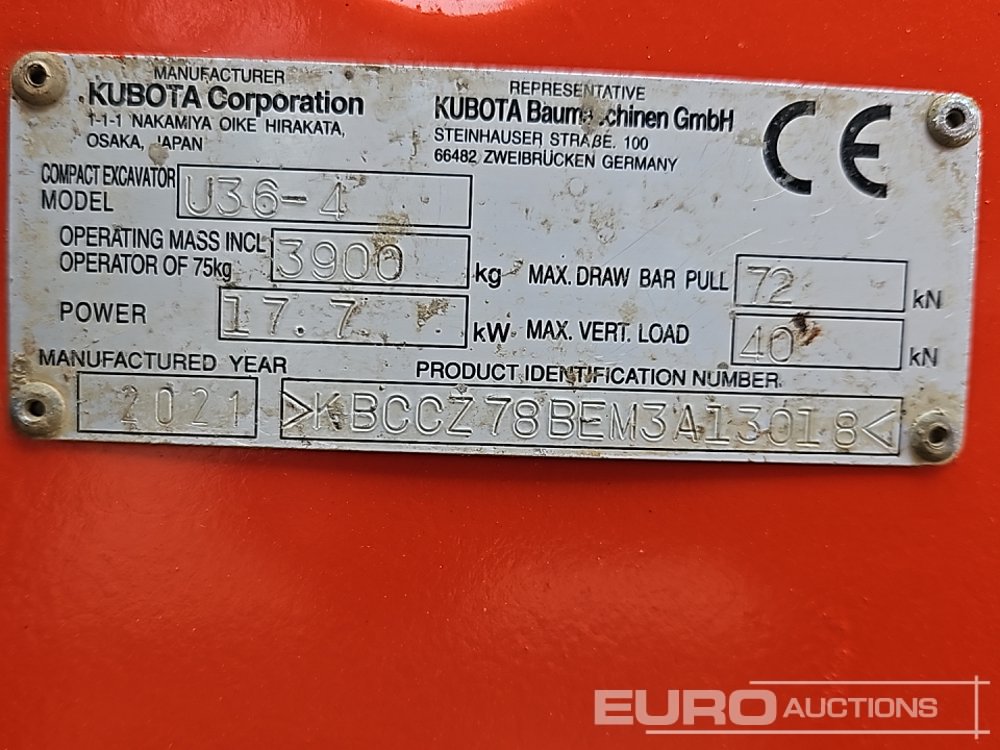 MANUFACTURER
KUBOTA Corporation
1-1-1 NAKAMIYA OIKE HIRAKATA,
OSAKA, JAPAN
REPRESENTATIVE
KUBOTA Baumaschinen GmbH
STEINHAUSER STRAßE. 100
66482 ZWEIBRÜCKEN GERMANY
CE
COMPACT EXCAVATOR
MODEL U36-4
OPERATING MASS INCL
OPERATOR OF 75kg 3900 kg
MAX. DRAW BAR PULL 72 kN
POWER 17.7 kW
MAX. VERT. LOAD 40 kN
MANUFACTURED YEAR
2021
PRODUCT IDENTIFICATION NUMBER
>KBCCZ78BEM3A13018<
EURO AUCTIONS